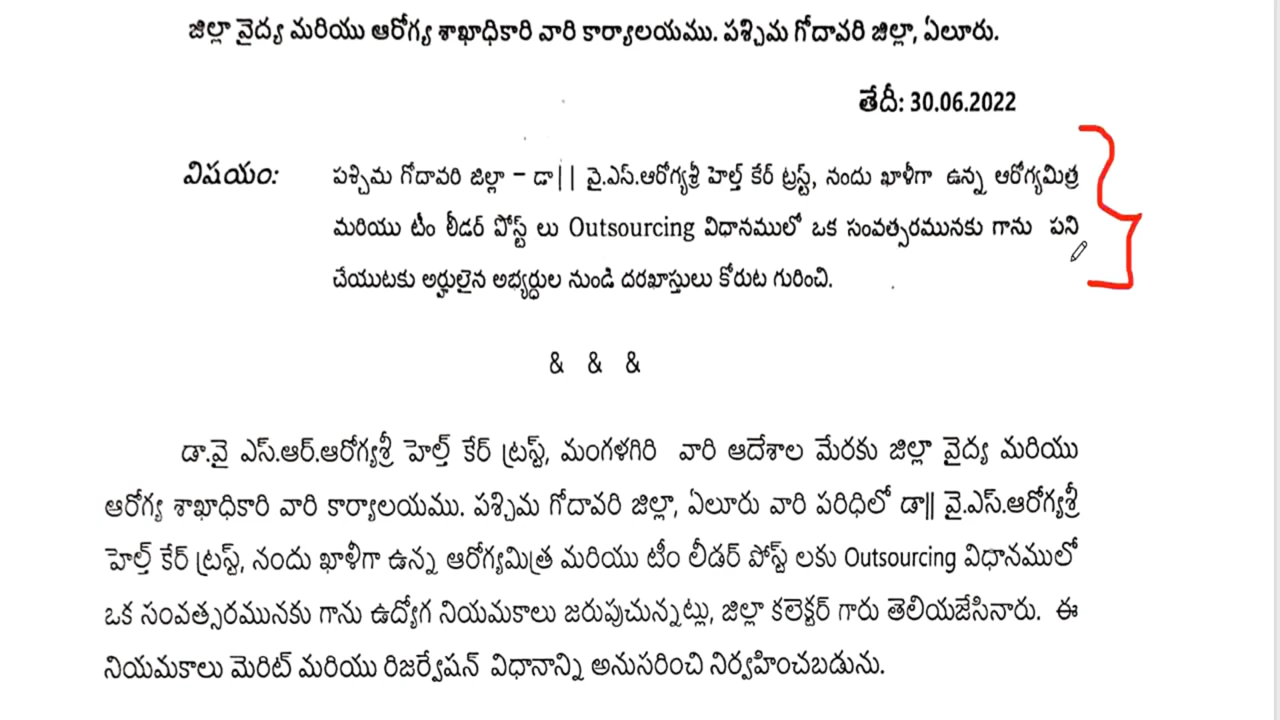 జిల్లా వైద్య మరియు ఆరోగ్య శాఖాధికారి వారి కార్యాలయము. పశ్చిమ గోదావరి జిల్లా, ఏలూరు.
తేదీ: 30.06.2022
విషయం: పశ్చిమ గోదావరి జిల్లా – డా|| వై.ఎస్.ఆరోగ్యశ్రీ హెల్త్ కేర్ ట్రస్ట్, నందు ఖాళీగా ఉన్న ఆరోగ్యమిత్ర
మరియు టీం లీడర్ పోస్ట్ లు Outsourcing విధానములో ఒక సంవత్సరమునకు గాను పని
చేయుటకు అర్హులైన అభ్యర్ధుల నుండి దరఖాస్తులు కోరుట గురించి.
& & &
డా.వై ఎస్.ఆర్.ఆరోగ్యశ్రీ హెల్త్ కేర్ ట్రస్ట్, మంగళగిరి వారి ఆదేశాల మేరకు జిల్లా వైద్య మరియు
ఆరోగ్య శాఖాధికారి వారి కార్యాలయము. పశ్చిమ గోదావరి జిల్లా, ఏలూరు వారి పరిధిలో డా|| వై.ఎస్.ఆరోగ్యశ్రీ
హెల్త్ కేర్ ట్రస్ట్, నందు ఖాళీగా ఉన్న ఆరోగ్యమిత్ర మరియు టీం లీడర్ పోస్ట్ లకు Outsourcing విధానములో
ఒక సంవత్సరమునకు గాను ఉద్యోగ నియమకాలు జరుపుచున్నట్లు, జిల్లా కలెక్టర్ గారు తెలియజేసినారు. ఈ
నియమకాలు మెరిట్ మరియు రిజర్వేషన్ విధానాన్ని అనుసరించి నిర్వహించబడును.